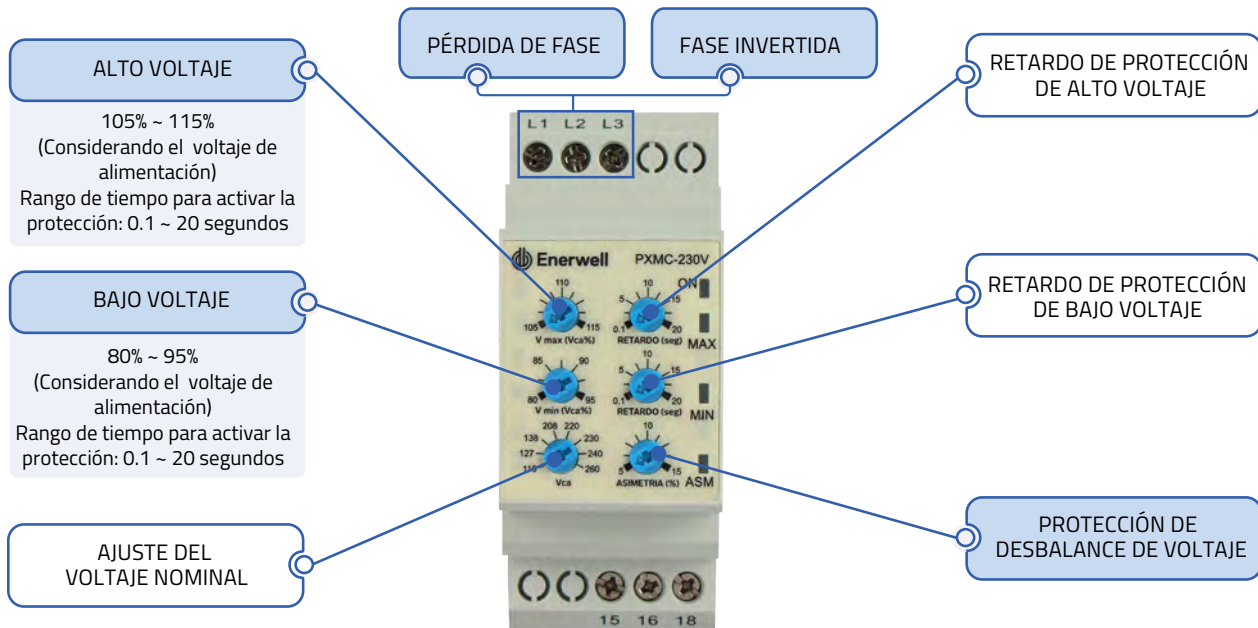 PÉRDIDA DE FASE
FASE INVERTIDA
ALTO VOLTAJE
105% ~ 115%
(Considerando el voltaje de
alimentación)
Rango de tiempo para activar la
protección: 0.1 ~ 20 segundos
RETARDO DE PROTECCIÓN
DE ALTO VOLTAJE
BAJO VOLTAJE
80% ~ 95%
(Considerando el voltaje de
alimentación)
Rango de tiempo para activar la
protección: 0.1 ~ 20 segundos
RETARDO DE PROTECCIÓN
DE BAJO VOLTAJE
AJUSTE DEL
VOLTAJE NOMINAL
PROTECCIÓN DE
DESBALANCE DE VOLTAJE
L1 L2 L3
Enerwell PXMC-230V
110
105 115
V max (Vca%)
10
5 15
0.1 20
RETARDO (seg)
ON
MAX
85 90
80 95
V min (Vca%)
10
5 15
0.1 20
RETARDO (seg)
MIN
208 220
138 230
127 240
260
Vca
10
5 15
ASIMETRIA (%)
ASM
15 16 18